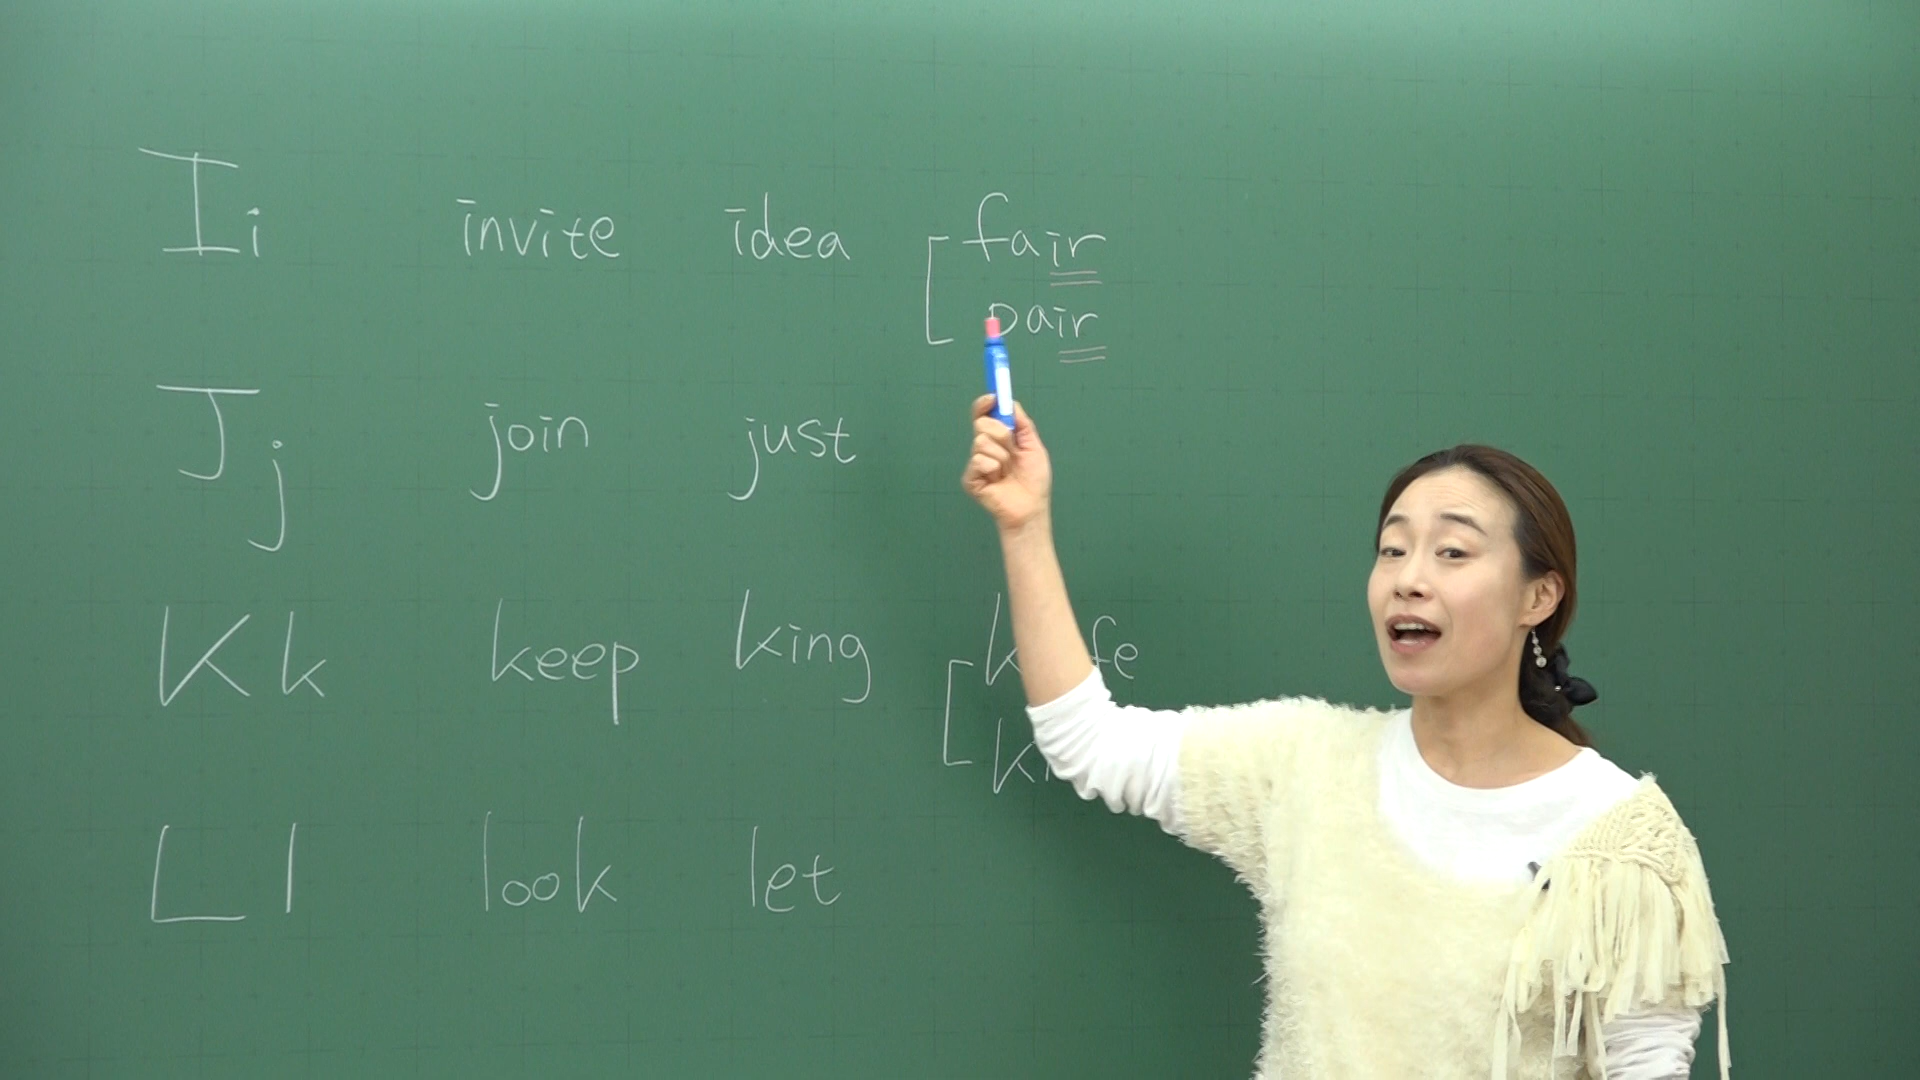 I i invite idea fair
pair
J j join just
K k keep king
L l look let